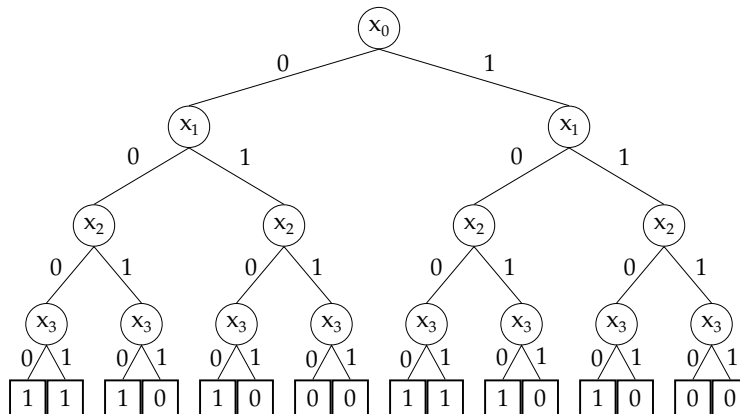 x0
0 1
x1 x1
0 1 0 1
x2 x2 x2 x2
0 1 0 1 0 1 0 1
x3 x3 x3 x3 x3 x3 x3 x3
0 1 0 1 0 1 0 1 0 1 0 1 0 1 0 1
1 1 1 0 1 0 0 0 1 1 1 0 1 0 0 0